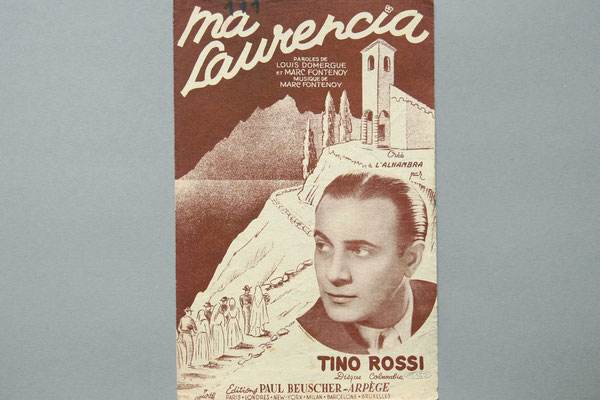 111
ma
Laurencia
PAROLES DE
LOUIS DOMERGUE
ET MARC FONTENOY
MUSIQUE DE
MARC FONTENOY
Créé
à L'ALHAMBRA
par
TINO ROSSI
Disque Columbia
Editions PAUL BEUSCHER-ARPÈGE
PARIS-LONDRES-NEW-YORK-MILAN-BARCELONE-BRUXELLES